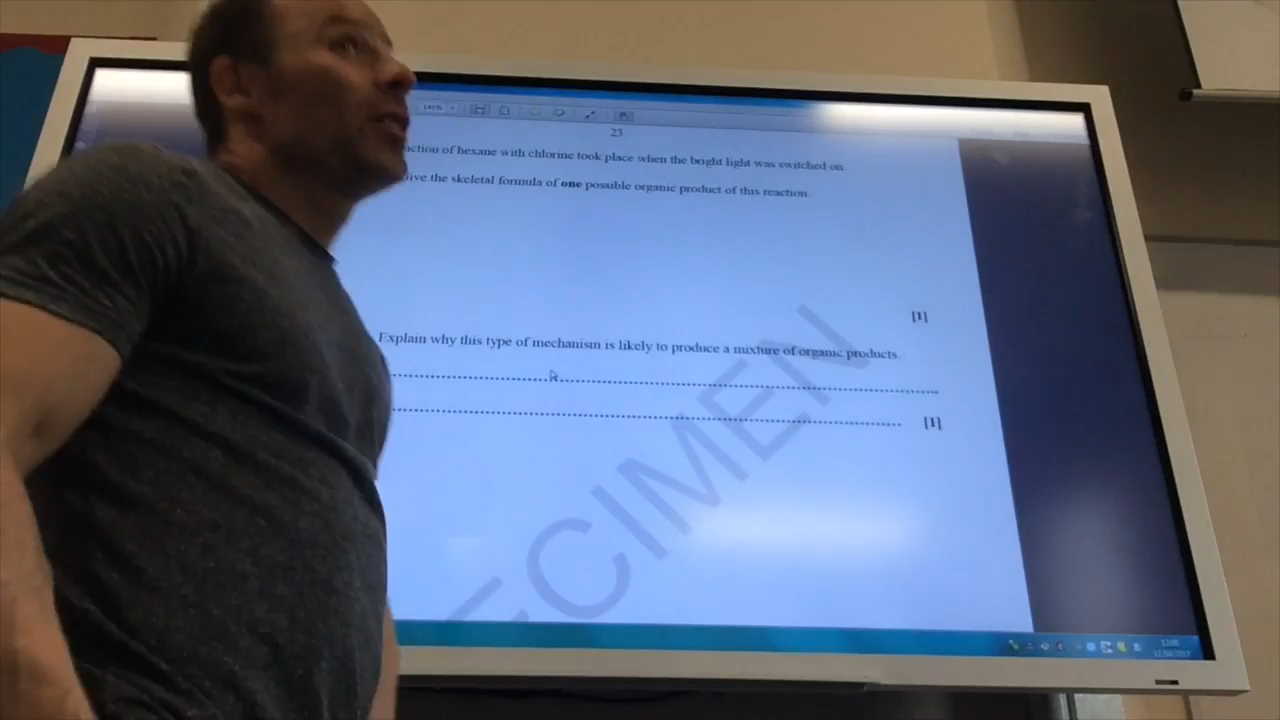 145%
23
ction of hexane with chlorine took place when the bright light was switched on.
ive the skeletal formula of one possible organic product of this reaction.
[1]
Explain why this type of mechanism is likely to produce a mixture of organic products.
[1]
ECIMEN